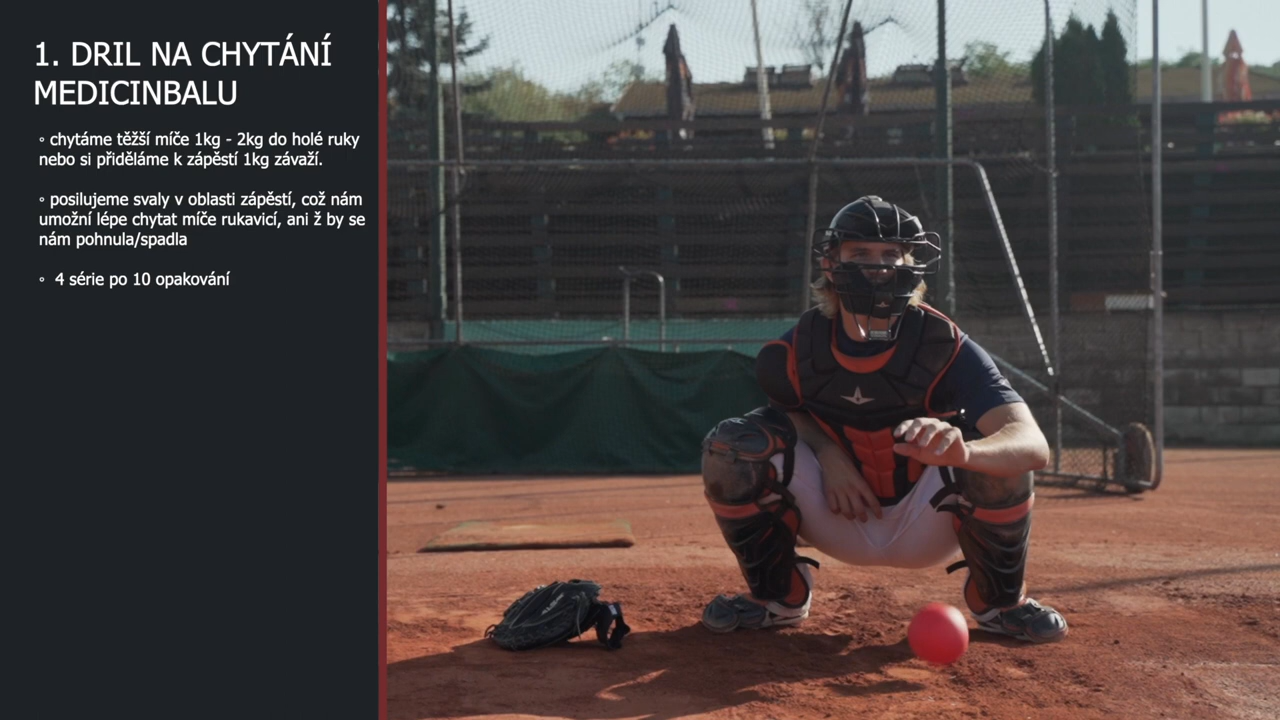 1. DRIL NA CHYTÁNÍ
MEDICINBALU
◦ chytáme těžší míče 1kg - 2kg do holé ruky
nebo si přiděláme k zápěstí 1kg závaží.
◦ posilujeme svaly v oblasti zápěstí, což nám
umožní lépe chytat míče rukavicí, ani ž by se
nám pohnula/spadla
◦ 4 série po 10 opakování